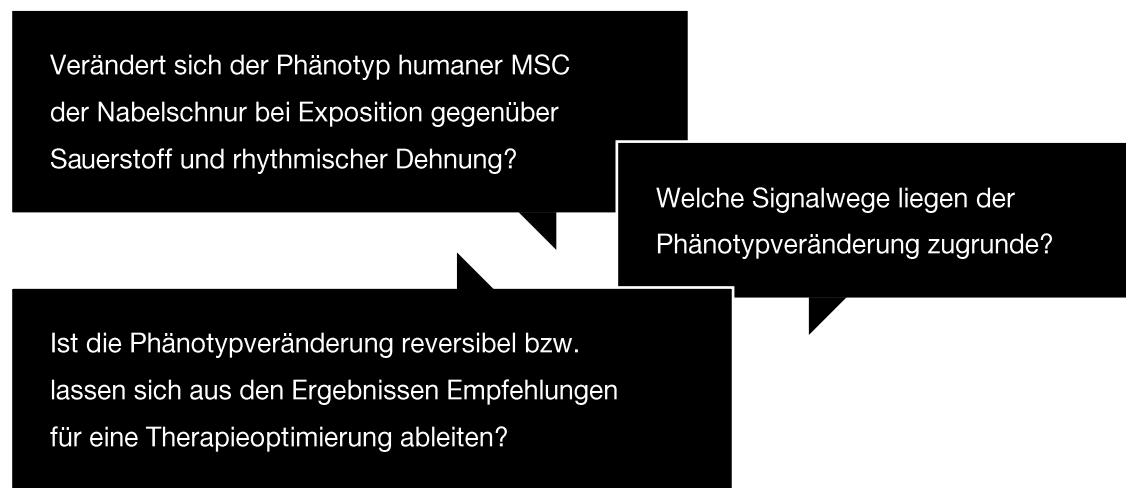 Verändert sich der Phänotyp humaner MSC
der Nabelschnur bei Exposition gegenüber
Sauerstoff und rhythmischer Dehnung?
Welche Signalwege liegen der
Phänotypveränderung zugrunde?
Ist die Phänotypveränderung reversibel bzw.
lassen sich aus den Ergebnissen Empfehlungen
für eine Therapieoptimierung ableiten?